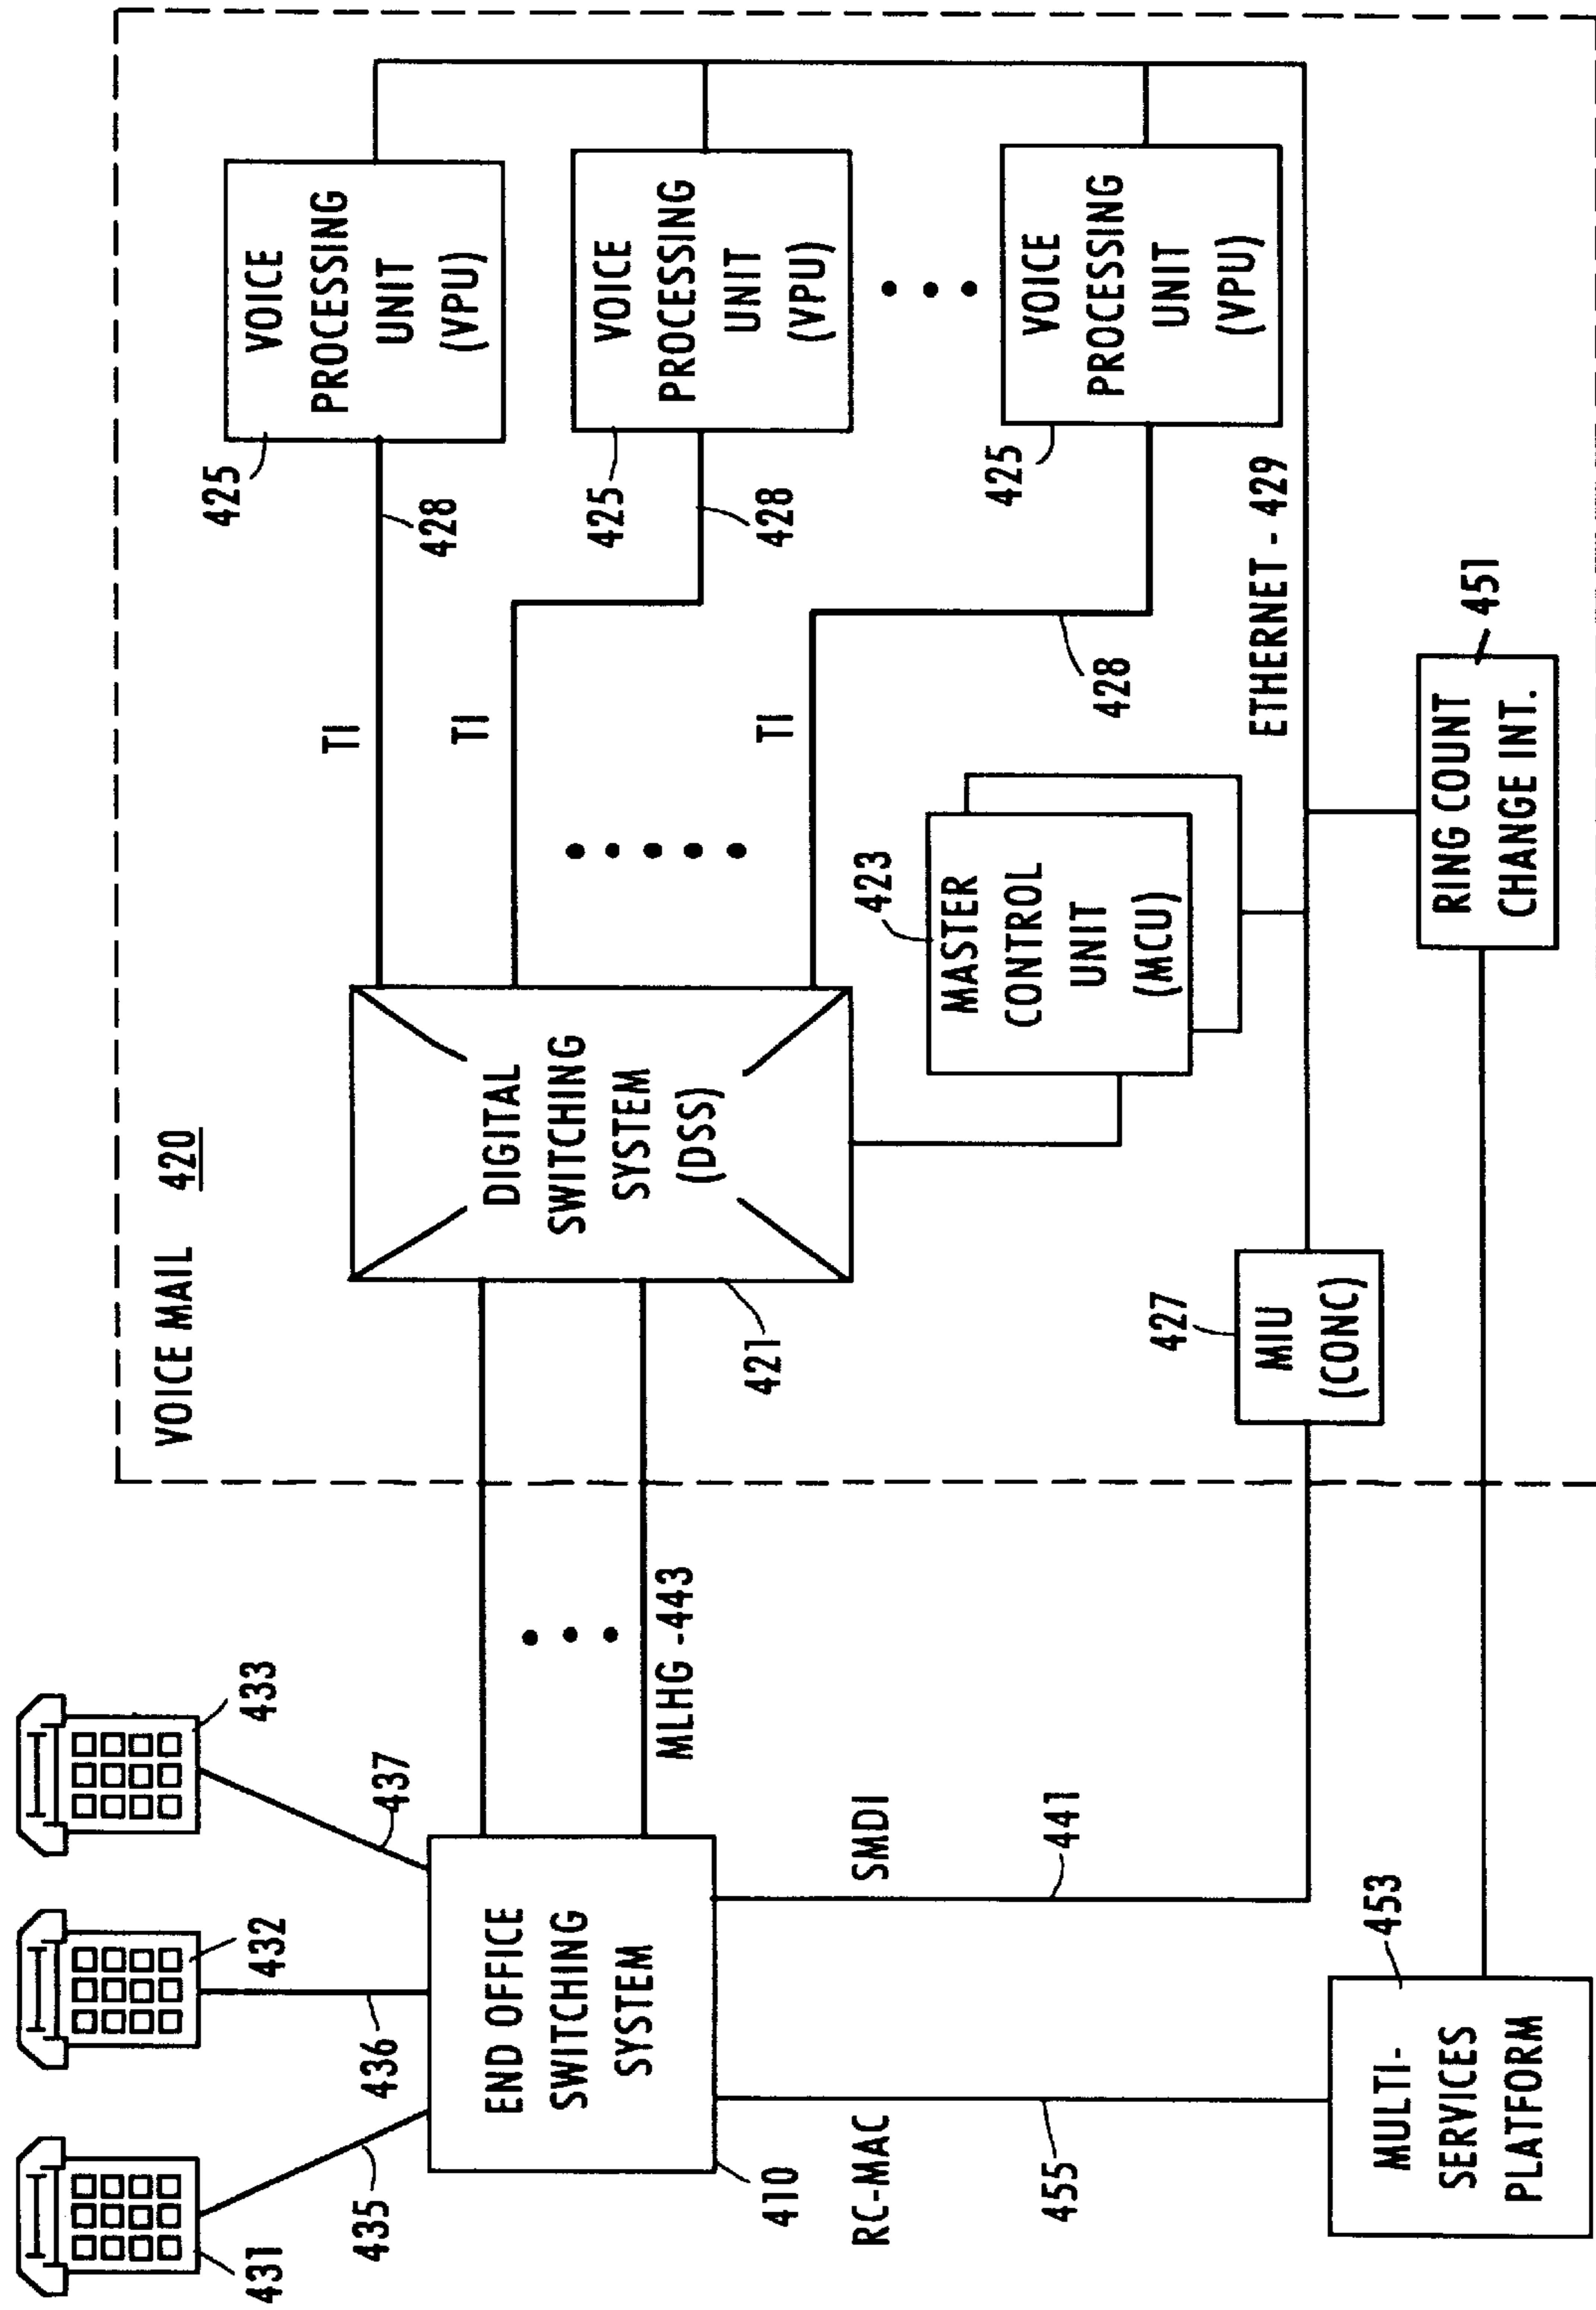 VOICE MAIL 420
431
432
433
435
436
437
END OFFICE
SWITCHING
SYSTEM
410
RC-MAC
455
SMDI
441
MLHG -443
MULTI-
SERVICES
PLATFORM
453
DIGITAL
SWITCHING
SYSTEM
(DSS)
421
MIU
(CONC)
427
MASTER
CONTROL
UNIT
(MCU)
423
TI
TI
TI
428
428
428
VOICE
PROCESSING
UNIT
(VPU)
425
VOICE
PROCESSING
UNIT
(VPU)
425
VOICE
PROCESSING
UNIT
(VPU)
425
ETHERNET - 429
RING COUNT
CHANGE INT.
451